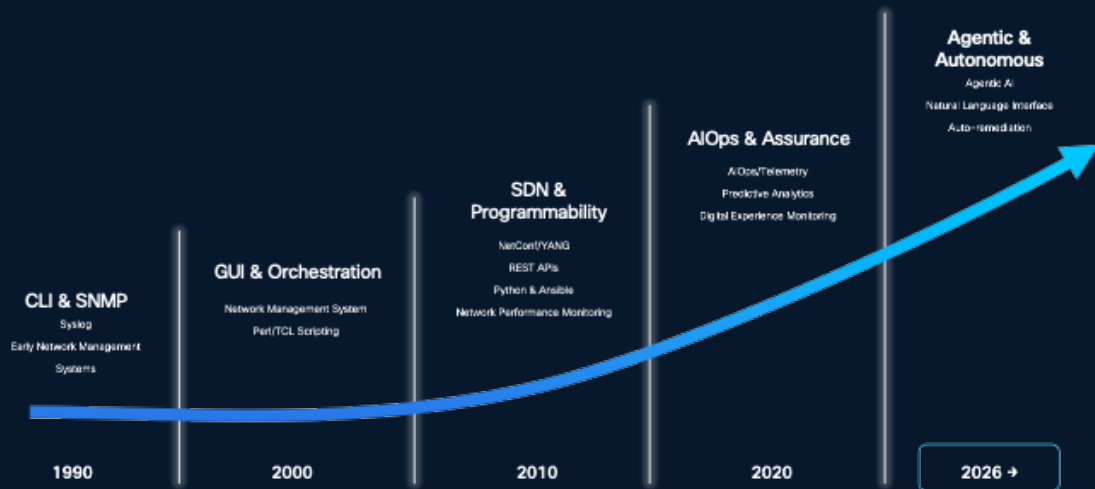 CLI & SNMP
Syslog
Early Network Management
Systems
1990
GUI & Orchestration
Network Management System
Perl/TCL Scripting
2000
SDN &
Programmability
NetConf/YANG
REST APIs
Python & Ansible
Network Performance Monitoring
2010
AIOps & Assurance
AIOps/Telemetry
Predictive Analytics
Digital Experience Monitoring
2020
Agentic &
Autonomous
Agentic AI
Natural Language Interface
Auto-remediation
2026 →